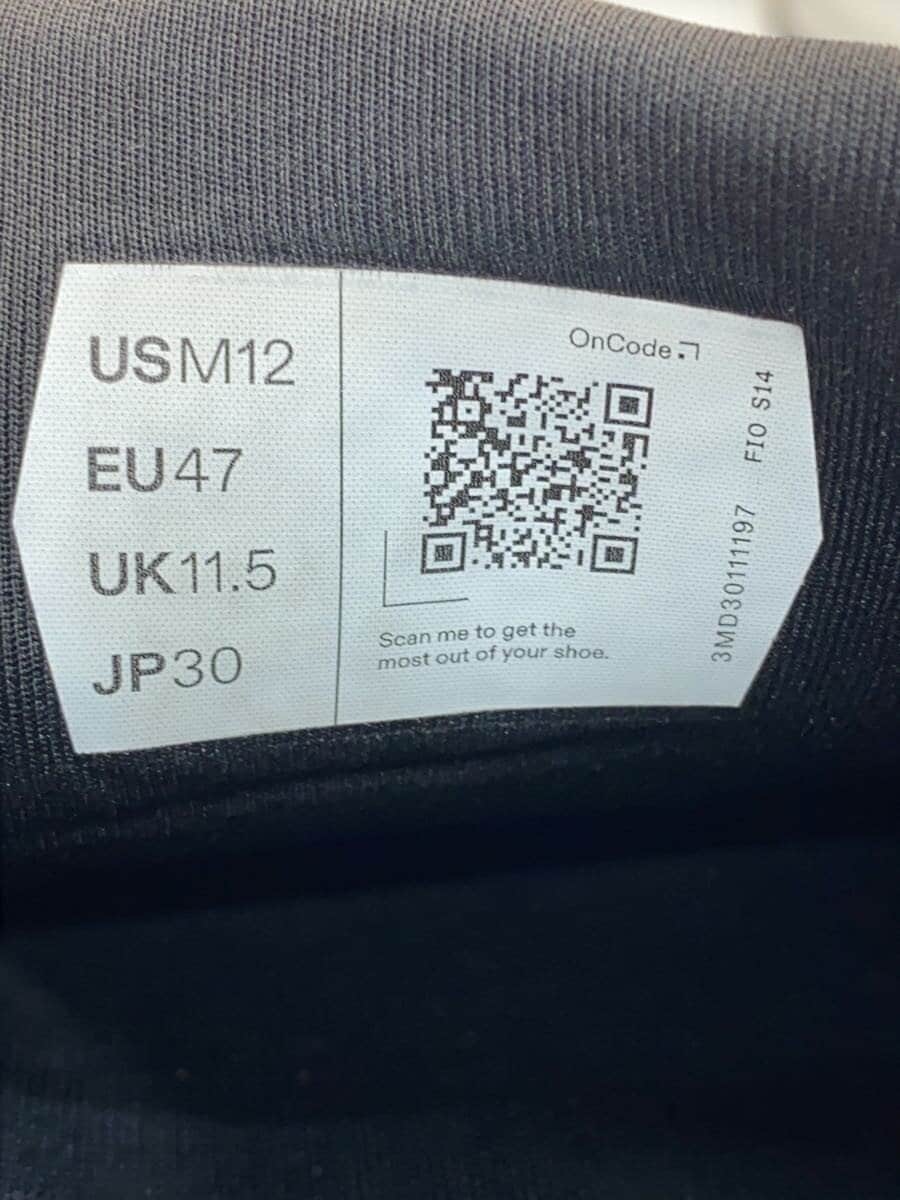 USM12
EU47
UK11.5
JP30
OnCode
Scan me to get the
most out of your shoe.
3MD30111197 FIO S14